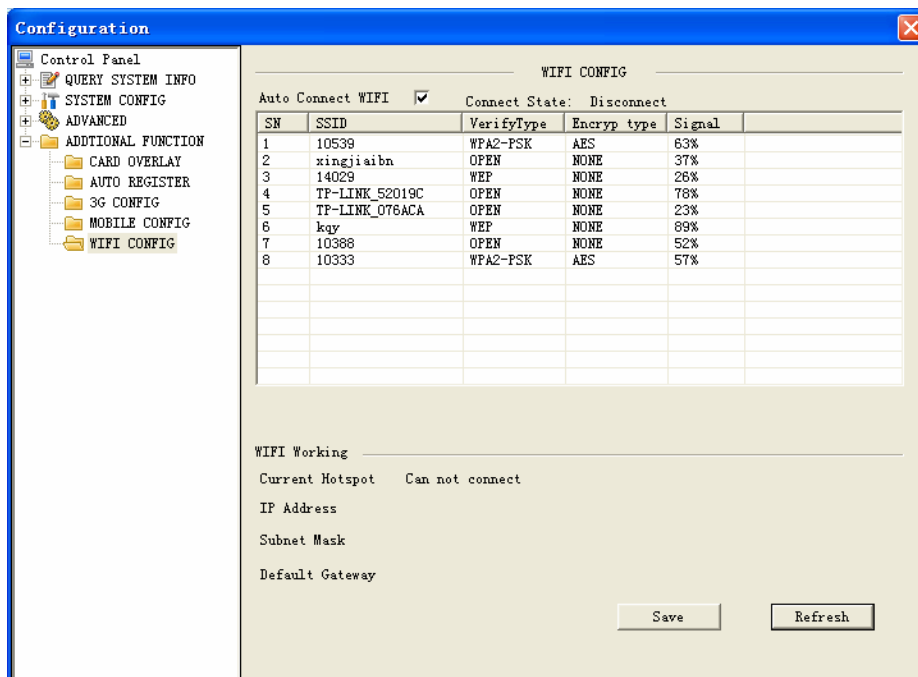 Configuration
Control Panel
QUERY SYSTEM INFO
SYSTEM CONFIG
ADVANCED
ADDTIONAL FUNCTION
CARD OVERLAY
AUTO REGISTER
3G CONFIG
MOBILE CONFIG
WIFI CONFIG
WIFI CONFIG
Auto Connect WIFI Connect State: Disconnect
SN SSID VerifyType Encryp type Signal
1 10539 WPA2-PSK AES 63%
2 xingjiaibn OPEN NONE 37%
3 14029 WEP NONE 26%
4 TP-LINK_52019C OPEN NONE 78%
5 TP-LINK_076ACA OPEN NONE 23%
6 kqy WEP NONE 89%
7 10388 OPEN NONE 52%
8 10333 WPA2-PSK AES 57%
WIFI Working
Current Hotspot Can not connect
IP Address
Subnet Mask
Default Gateway
Save Refresh